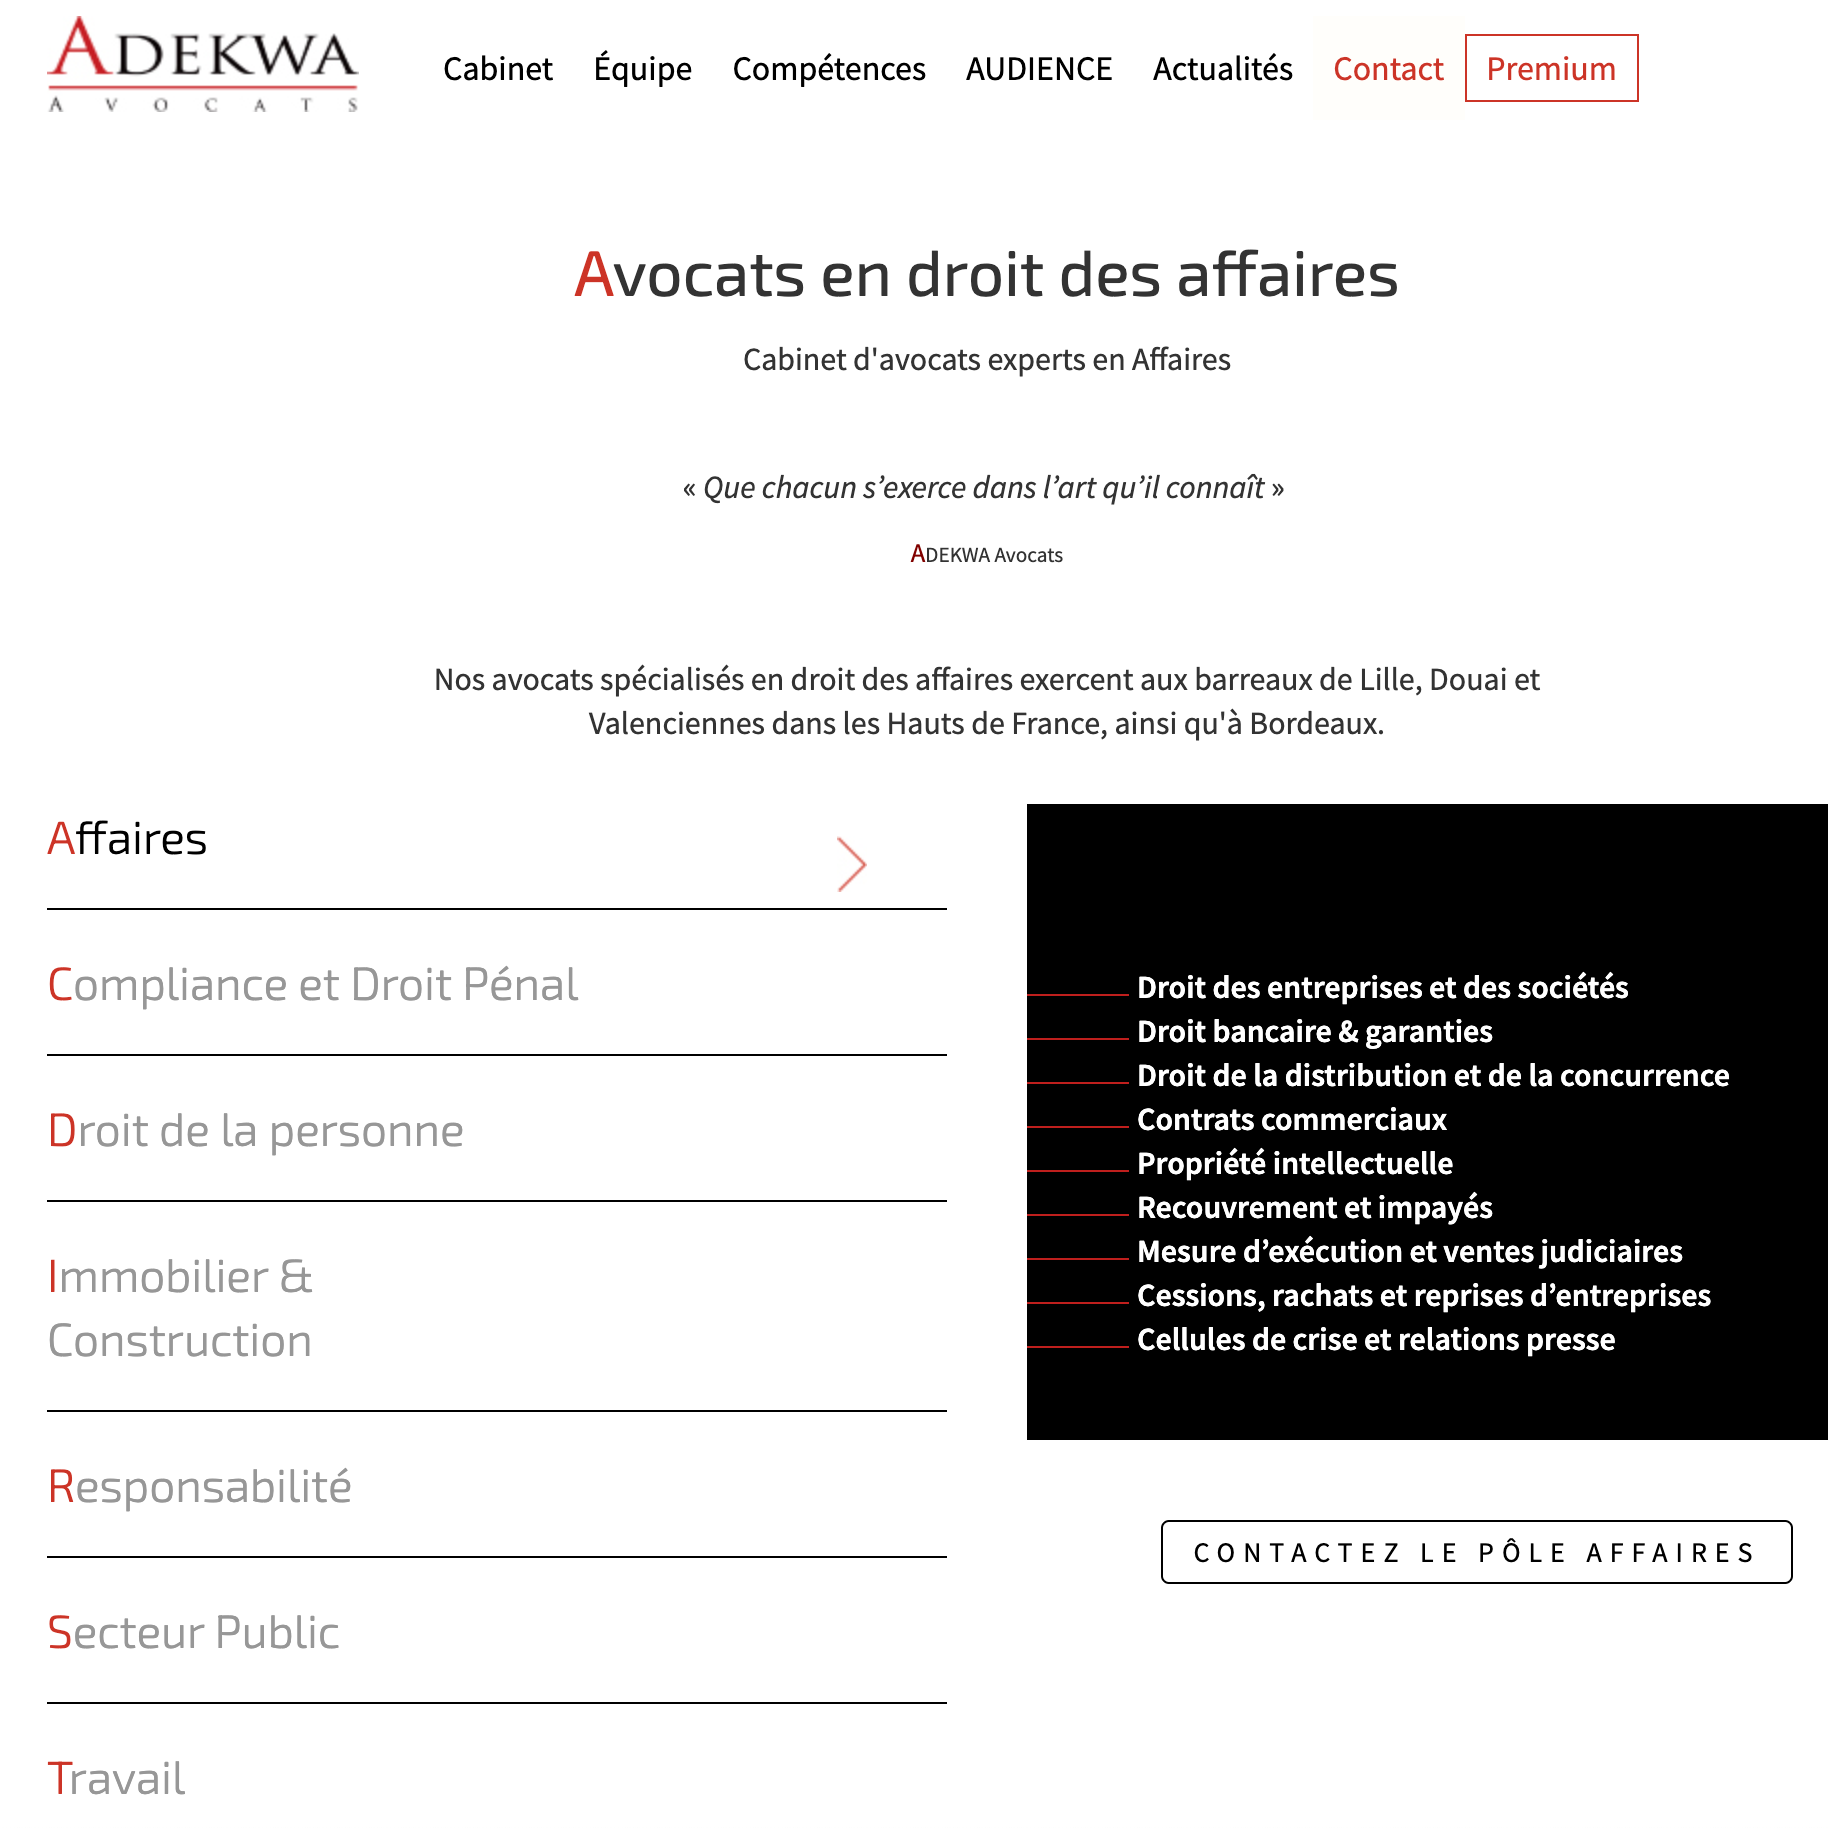 ADEKWA
AVOCATS
Cabinet Équipe Compétences AUDIENCE Actualités Contact Premium
Avocats en droit des affaires
Cabinet d'avocats experts en Affaires
« Que chacun s’exerce dans l’art qu’il connaît »
ADEKWA Avocats
Nos avocats spécialisés en droit des affaires exercent aux barreaux de Lille, Douai et
Valenciennes dans les Hauts de France, ainsi qu'à Bordeaux.
Affaires
Compliance et Droit Pénal
Droit de la personne
Immobilier &
Construction
Responsabilité
Secteur Public
Travail
Droit des entreprises et des sociétés
Droit bancaire & garanties
Droit de la distribution et de la concurrence
Contrats commerciaux
Propriété intellectuelle
Recouvrement et impayés
Mesure d’exécution et ventes judiciaires
Cessions, rachats et reprises d’entreprises
Cellules de crise et relations presse
CONTACTEZ LE PÔLE AFFAIRES